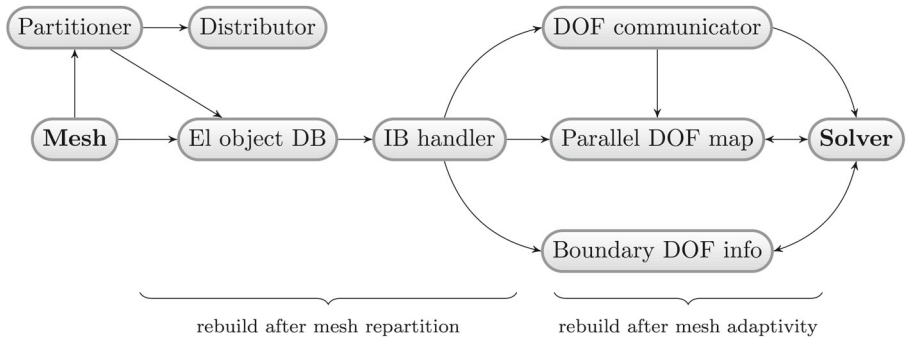 Partitioner
Distributor
DOF communicator
Mesh
El object DB
IB handler
Parallel DOF map
Solver
Boundary DOF info
rebuild after mesh repartition
rebuild after mesh adaptivity